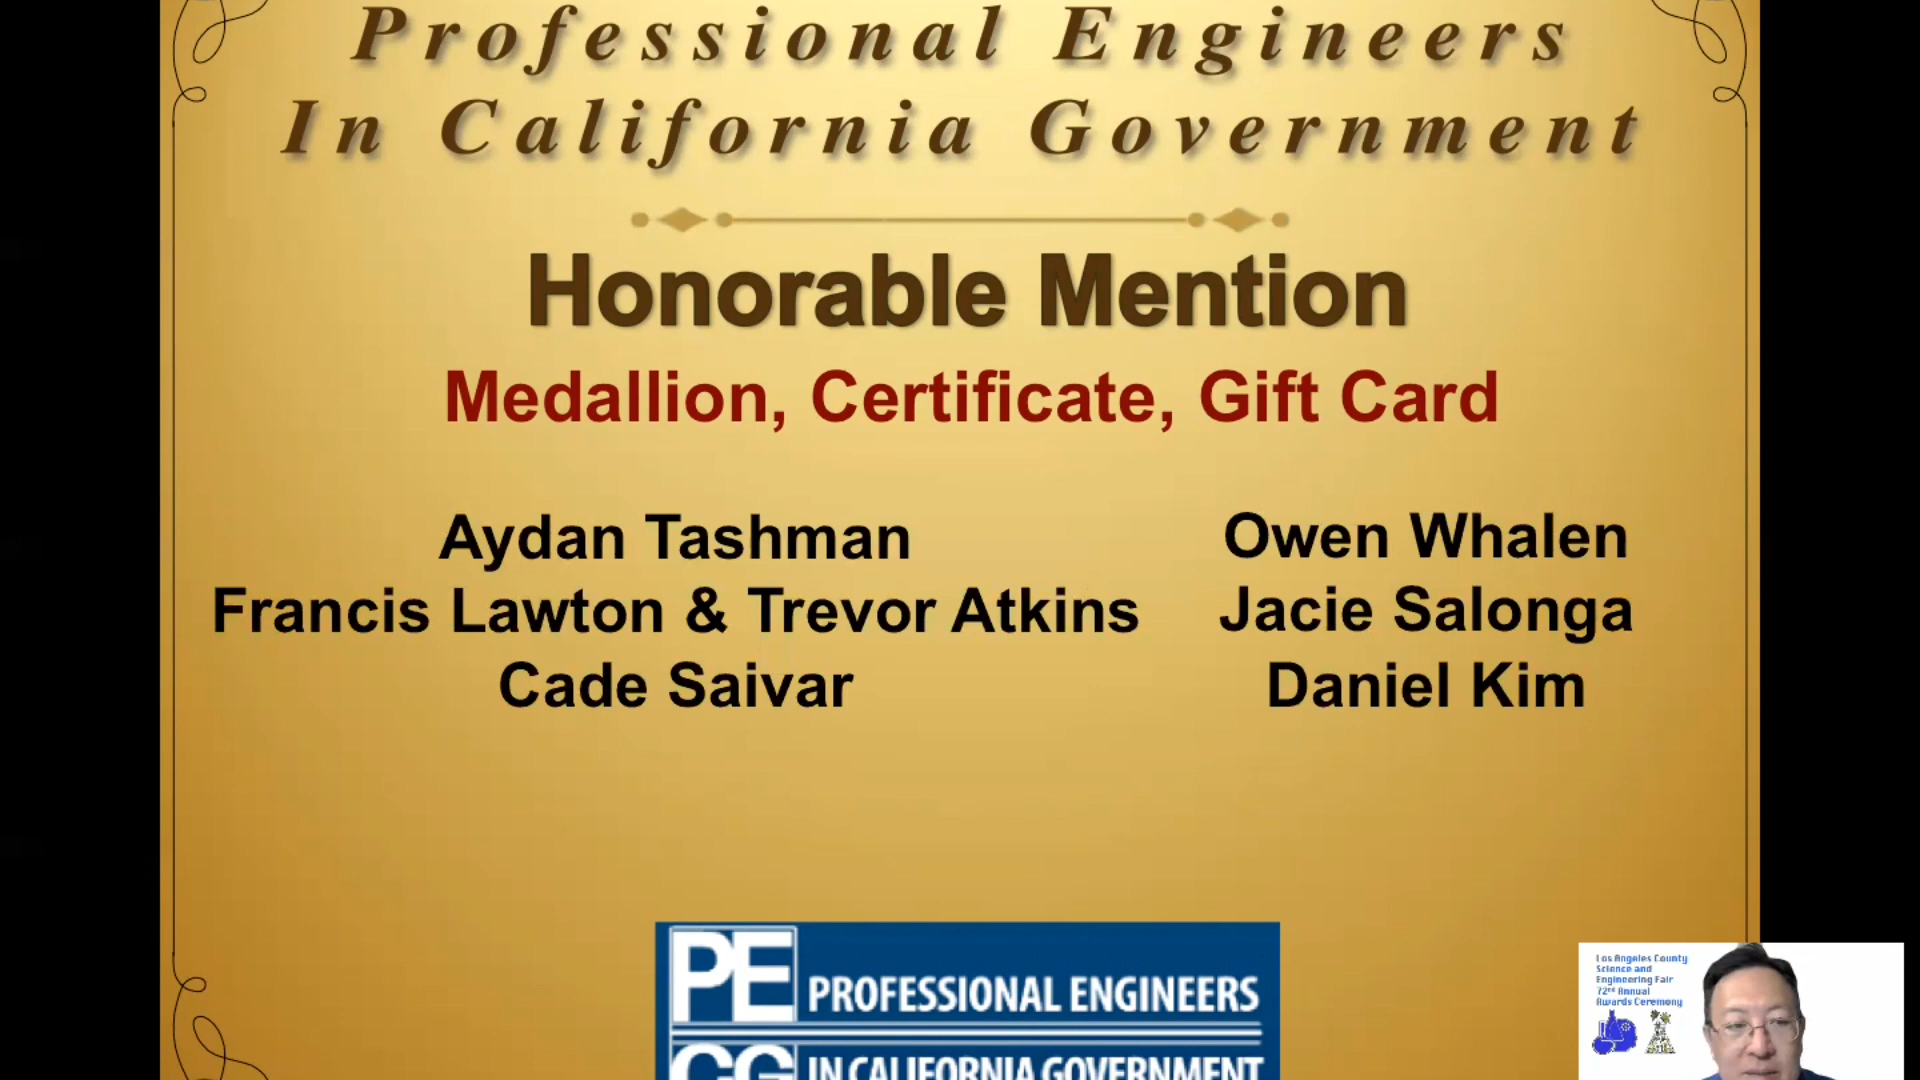 Professional Engineers
In California Government
Honorable Mention
Medallion, Certificate, Gift Card
Aydan Tashman
Francis Lawton & Trevor Atkins
Cade Saivar
Owen Whalen
Jacie Salonga
Daniel Kim
PE
CG
PROFESSIONAL ENGINEERS
IN CALIFORNIA GOVERNMENT
Los Angeles County
Science and
Engineering Fair
72nd Annual
Awards Ceremony